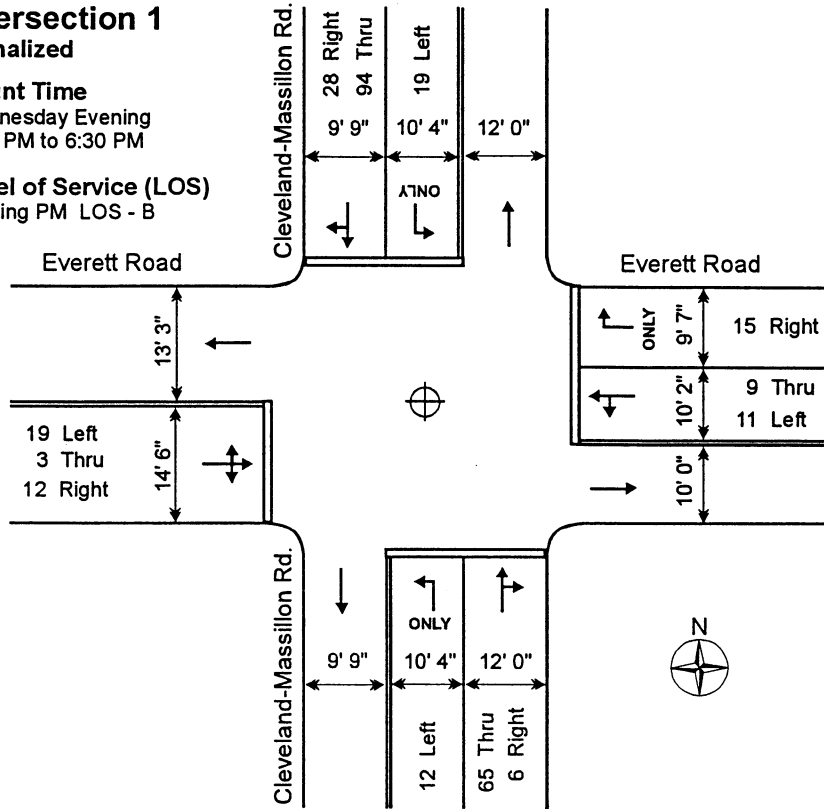 ersection 1
nalized
nt Time
nesday Evening
PM to 6:30 PM
el of Service (LOS)
ing PM LOS - B
Cleveland-Massillon Rd.
28 Right
94 Thru
19 Left
9' 9"
10' 4"
12' 0"
ONLY
Everett Road
Everett Road
13' 3"
ONLY
9' 7"
15 Right
10' 2"
9 Thru
11 Left
19 Left
3 Thru
12 Right
14' 6"
10' 0"
Cleveland-Massillon Rd.
ONLY
9' 9"
10' 4"
12' 0"
12 Left
65 Thru
6 Right
N